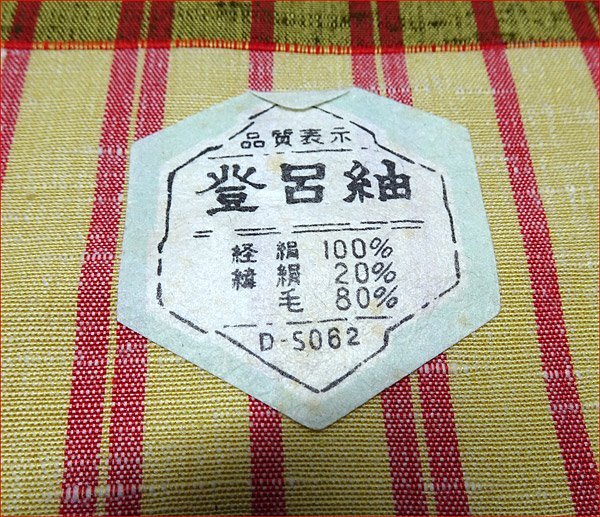 品質表示
登呂紬
経 絹 100%
緯 絹 20%
毛 80%
D-5062